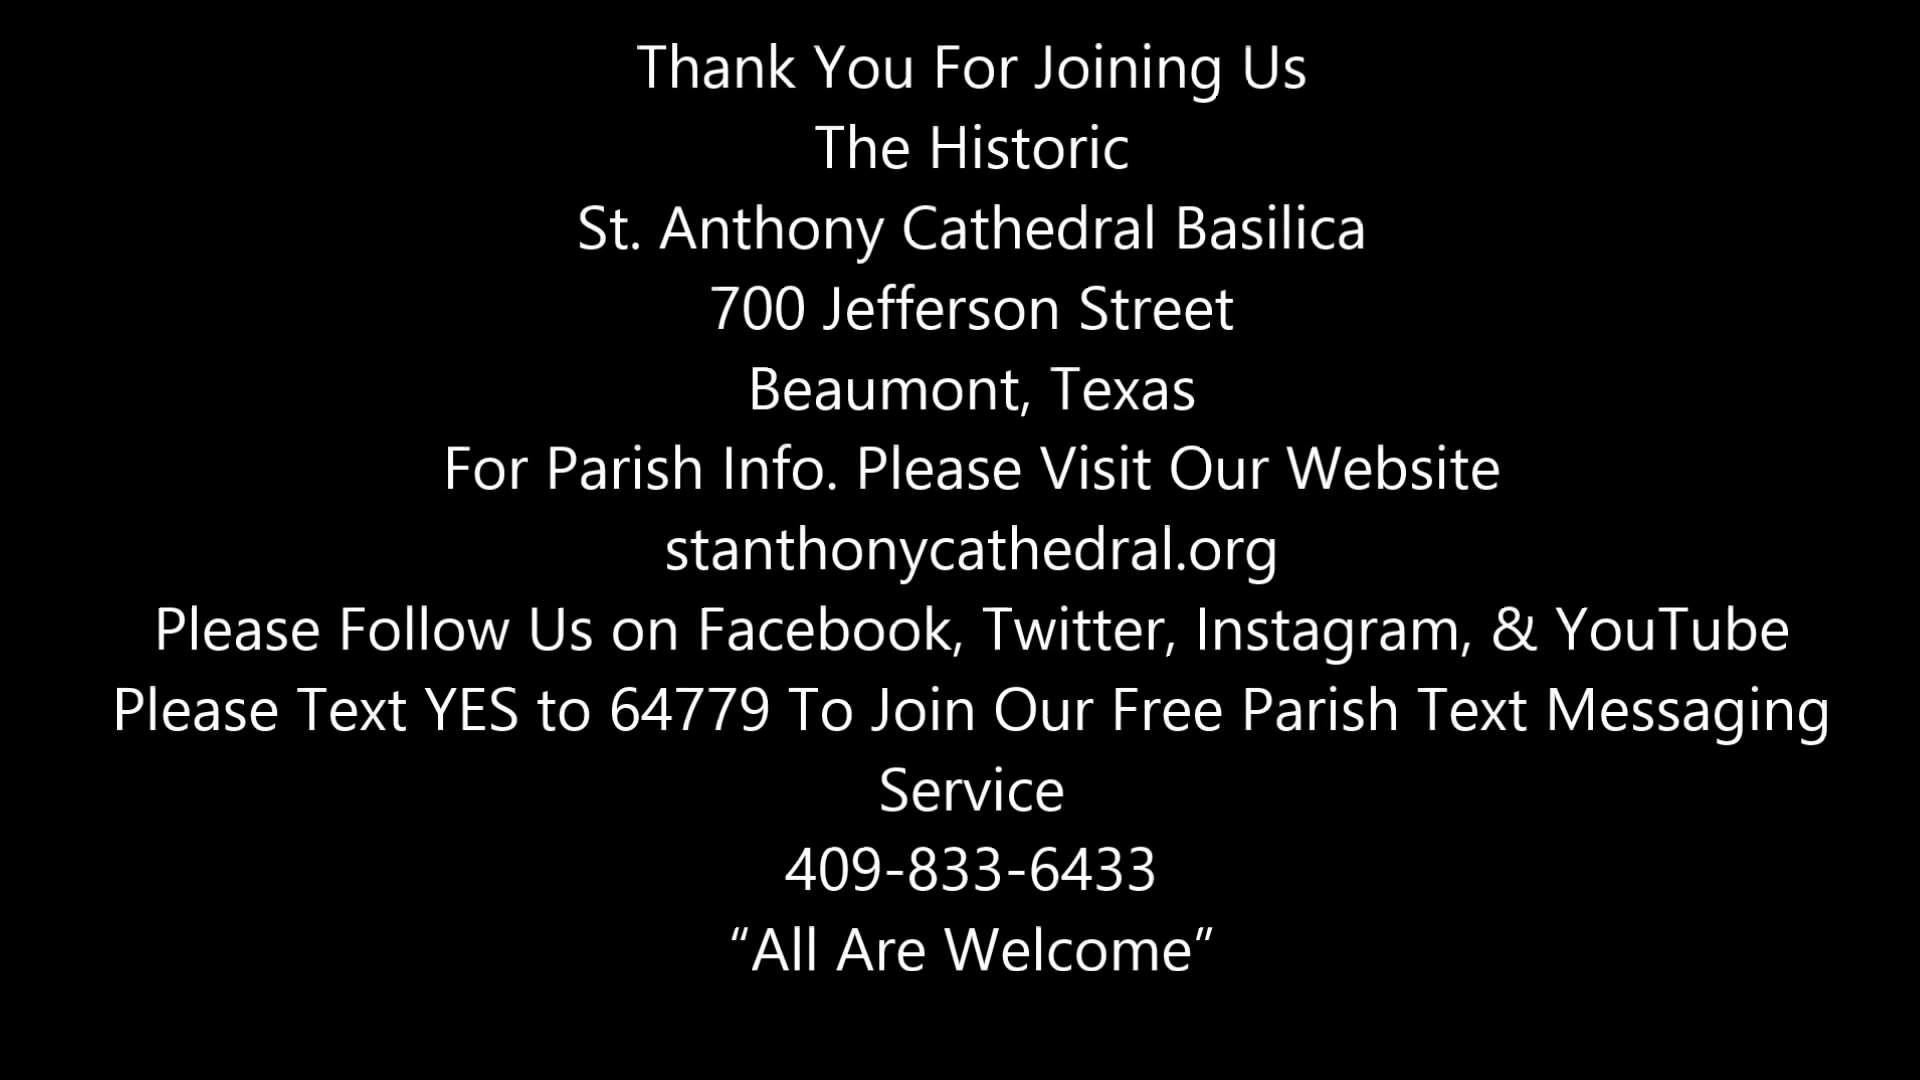 Thank You For Joining Us
The Historic
St. Anthony Cathedral Basilica
700 Jefferson Street
Beaumont, Texas
For Parish Info. Please Visit Our Website
stanthonycathedral.org
Please Follow Us on Facebook, Twitter, Instagram, & YouTube
Please Text YES to 64779 To Join Our Free Parish Text Messaging
Service
409-833-6433
“All Are Welcome”